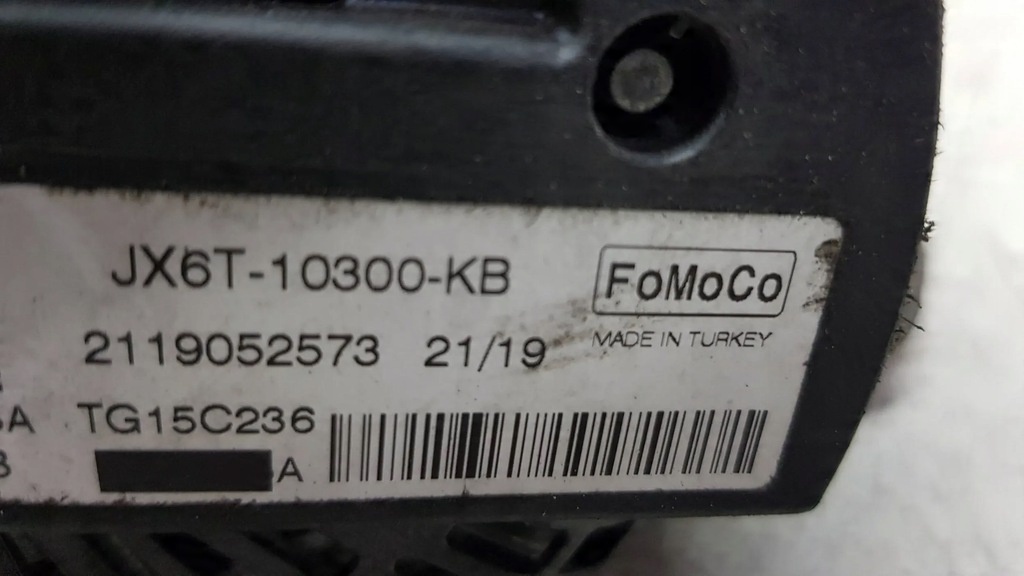 JX6T-10300-KB
FoMoCo
2119052573 21/19
MADE IN TURKEY
A TG15C236
A